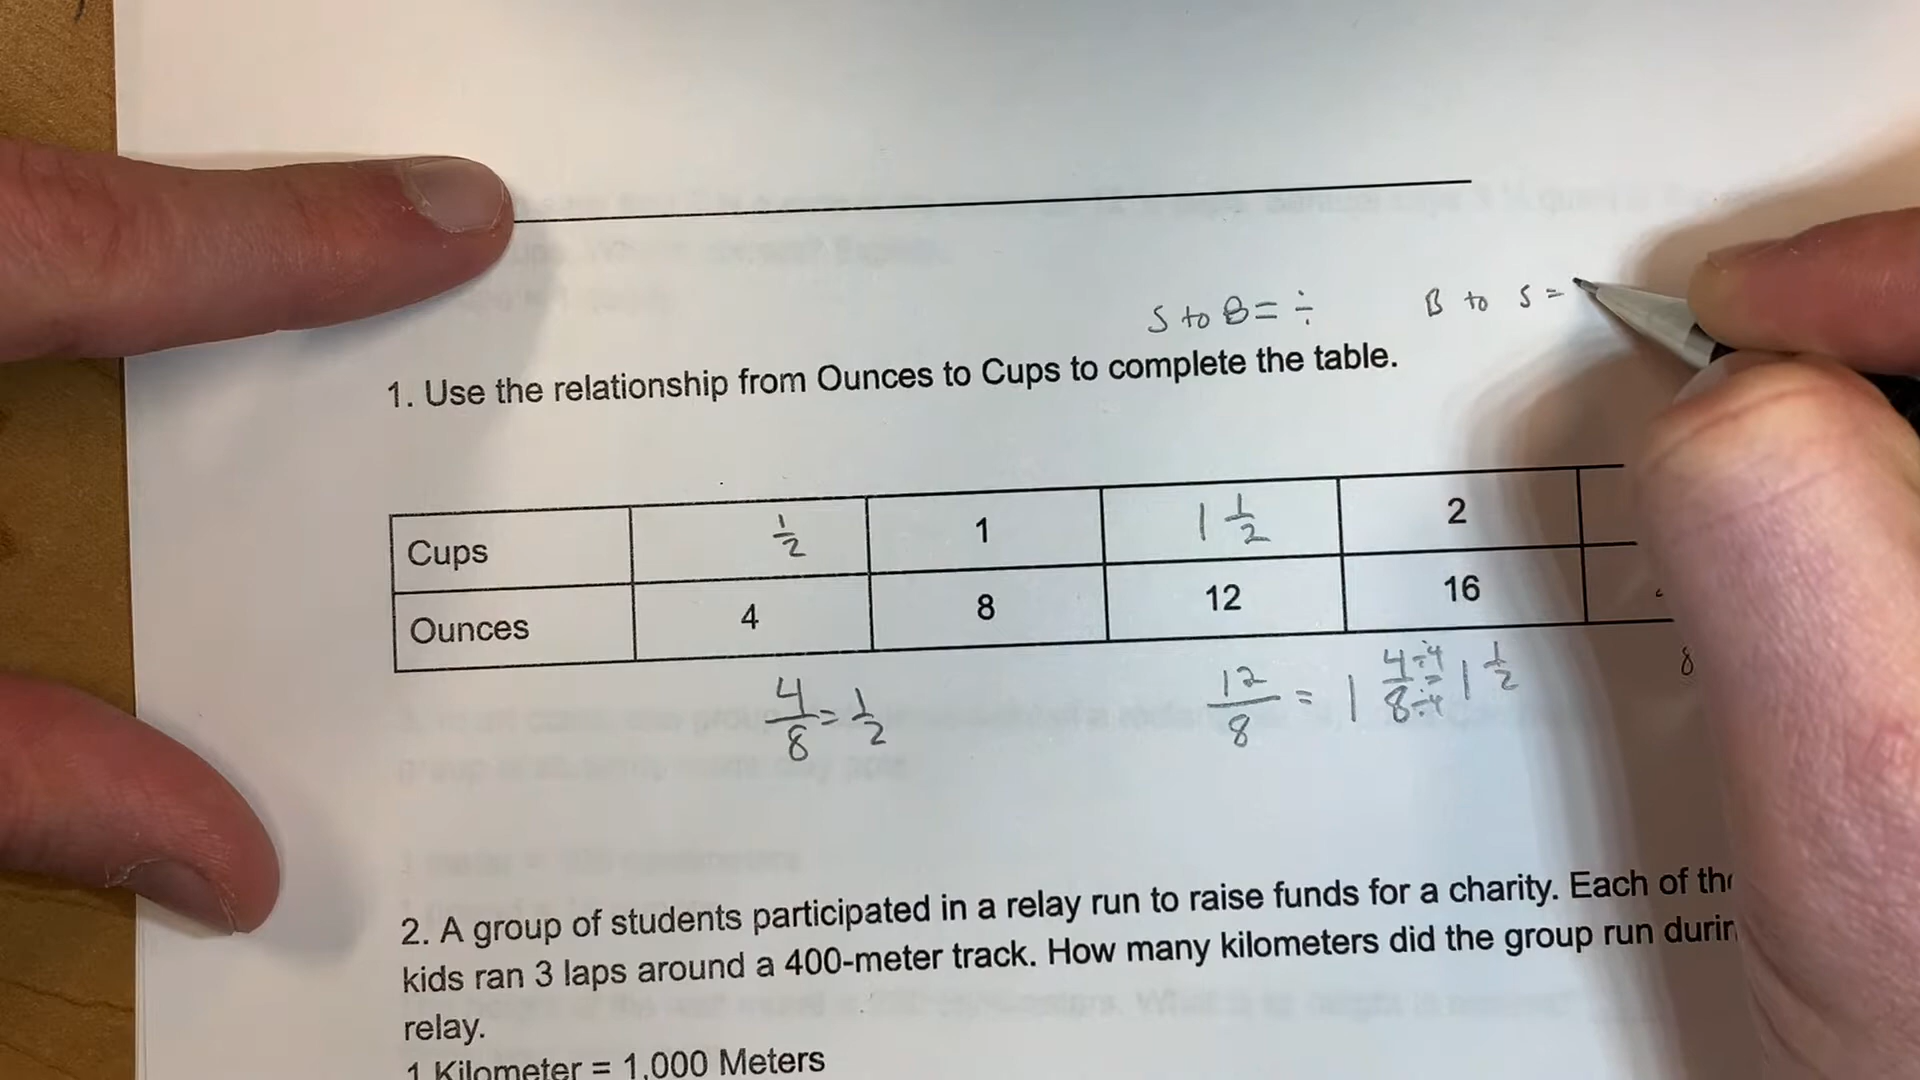 S to B = ÷ B to S =
1. Use the relationship from Ounces to Cups to complete the table.
Cups 1/2 1 1 1/2 2
Ounces 4 8 12 16
4/8 = 1/2 12/8 = 1 4÷4/8÷4 = 1 1/2 8
2. A group of students participated in a relay run to raise funds for a charity. Each of
kids ran 3 laps around a 400-meter track. How many kilometers did the group run
relay.
1 Kilometer = 1,000 Meters